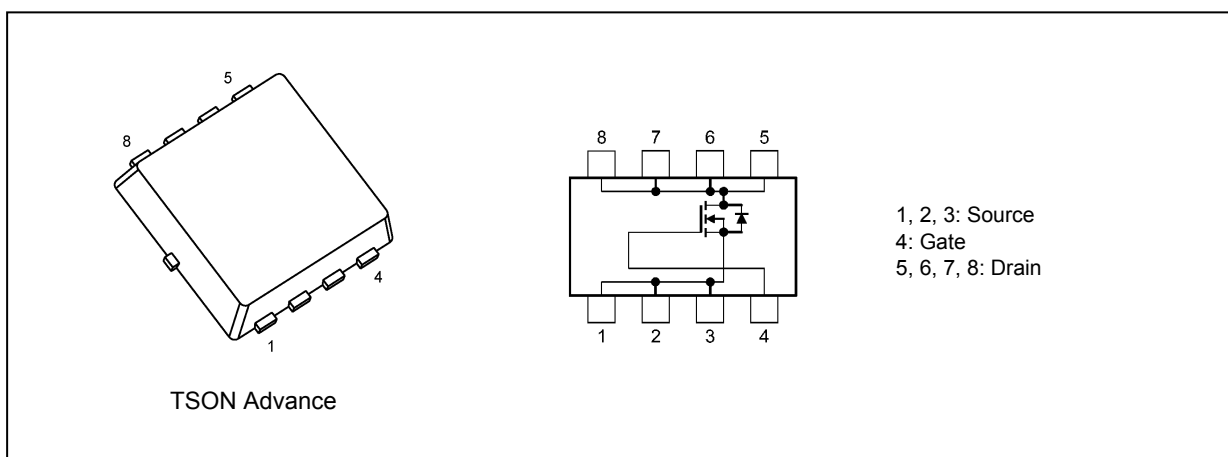 5
8
4
1
TSON Advance
8 7 6 5
1 2 3 4
1, 2, 3: Source
4: Gate
5, 6, 7, 8: Drain